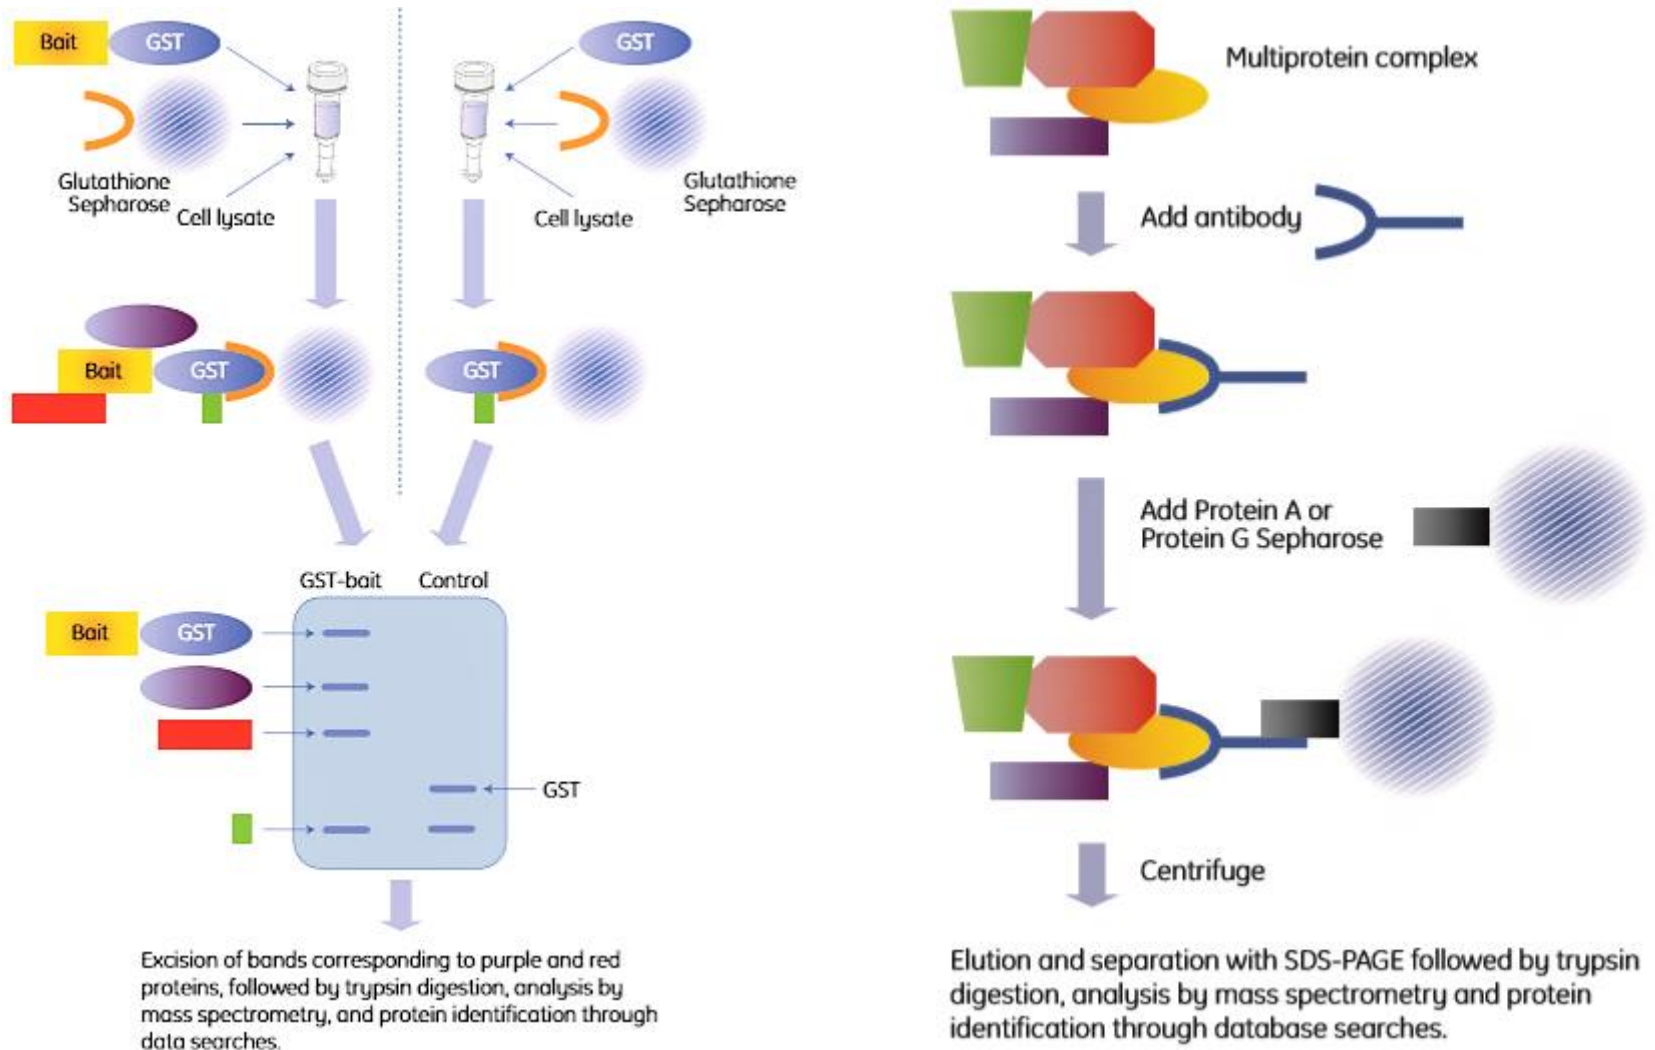 Bait
GST
Glutathione
Sepharose
Cell lysate
GST
Glutathione
Sepharose
Cell lysate
Bait
GST
GST
GST-bait
Control
Bait
GST
GST
Excision of bands corresponding to purple and red
proteins, followed by trypsin digestion, analysis by
mass spectrometry, and protein identification through
data searches.
Multiprotein complex
Add antibody
Add Protein A or
Protein G Sepharose
Centrifuge
Elution and separation with SDS-PAGE followed by trypsin
digestion, analysis by mass spectrometry and protein
identification through database searches.